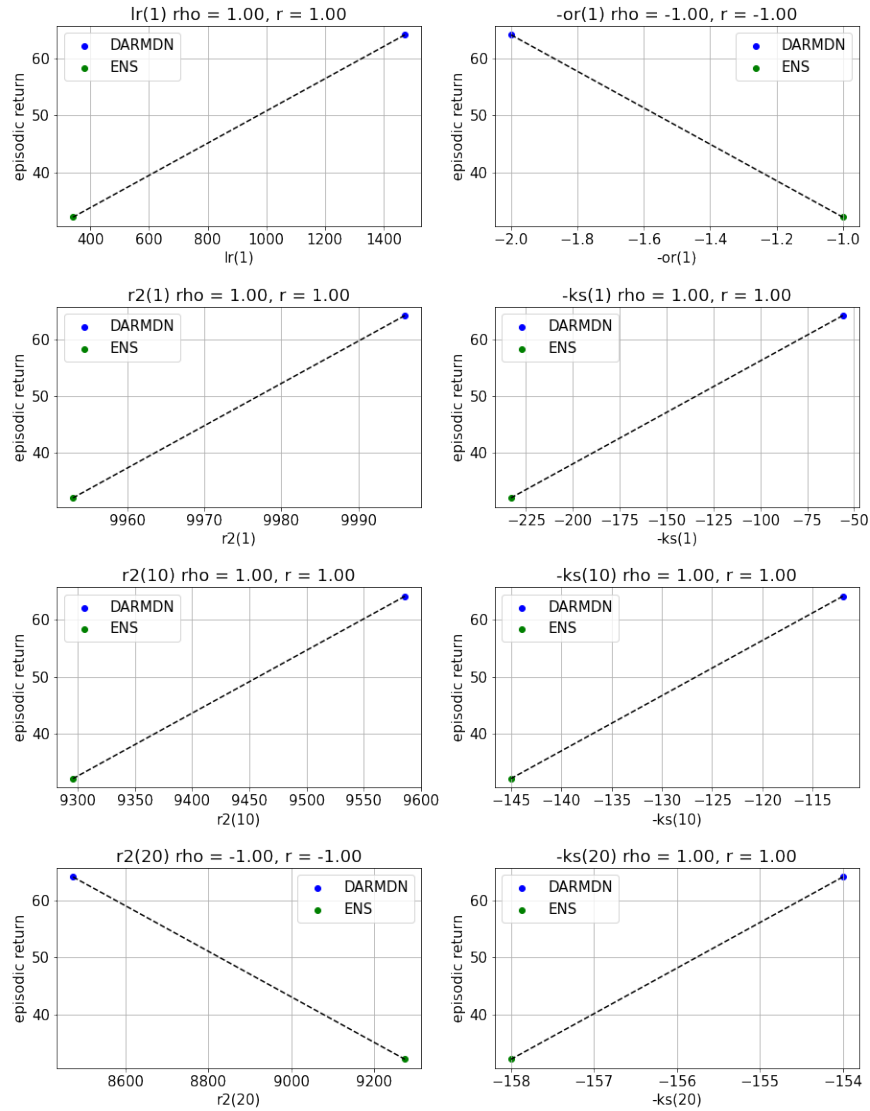 lr(1) rho = 1.00, r = 1.00
episodic return
60
50
40
DARMDN
ENS
400 600 800 1000 1200 1400
lr(1)
-or(1) rho = -1.00, r = -1.00
episodic return
60
50
40
DARMDN
ENS
−2.0 −1.8 −1.6 −1.4 −1.2 −1.0
-or(1)
r2(1) rho = 1.00, r = 1.00
episodic return
60
50
40
DARMDN
ENS
9960 9970 9980 9990
r2(1)
-ks(1) rho = 1.00, r = 1.00
episodic return
60
50
40
DARMDN
ENS
−225 −200 −175 −150 −125 −100 −75 −50
-ks(1)
r2(10) rho = 1.00, r = 1.00
episodic return
60
50
40
DARMDN
ENS
9300 9350 9400 9450 9500 9550 9600
r2(10)
-ks(10) rho = 1.00, r = 1.00
episodic return
60
50
40
DARMDN
ENS
−145 −140 −135 −130 −125 −120 −115
-ks(10)
r2(20) rho = -1.00, r = -1.00
episodic return
60
50
40
DARMDN
ENS
8600 8800 9000 9200
r2(20)
-ks(20) rho = 1.00, r = 1.00
episodic return
60
50
40
DARMDN
ENS
−158 −157 −156 −155 −154
-ks(20)